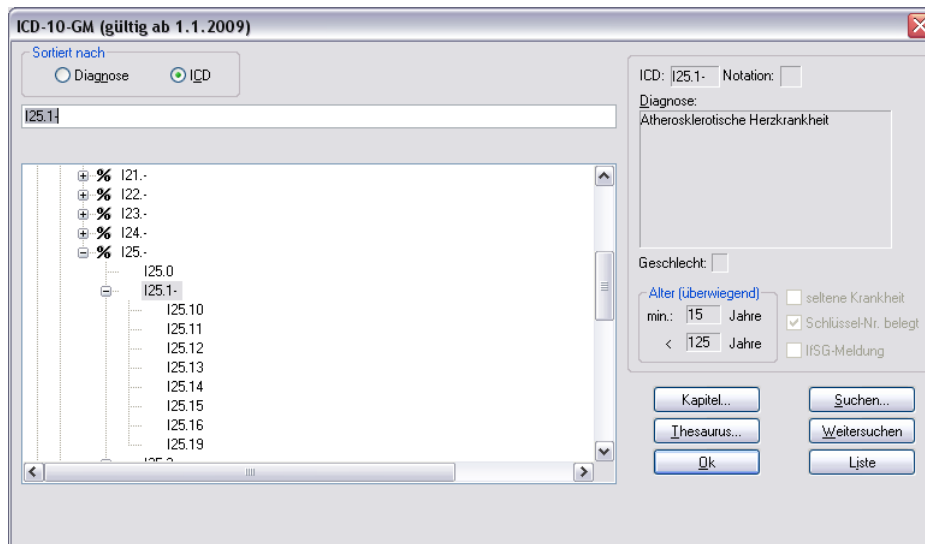 ICD-10-GM (gültig ab 1.1.2009)
Sortiert nach
Diagnose
ICD
I25.1-
% I21.-
% I22.-
% I23.-
% I24.-
% I25.-
I25.0
I25.1-
I25.10
I25.11
I25.12
I25.13
I25.14
I25.15
I25.16
I25.19
ICD: I25.1- Notation:
Diagnose:
Atherosklerotische Herzkrankheit
Geschlecht:
Alter (überwiegend)
min.: 15 Jahre
< 125 Jahre
seltene Krankheit
Schlüssel-Nr. belegt
IfSG-Meldung
Kapitel...
Suchen...
Thesaurus...
Weitersuchen
Ok
Liste